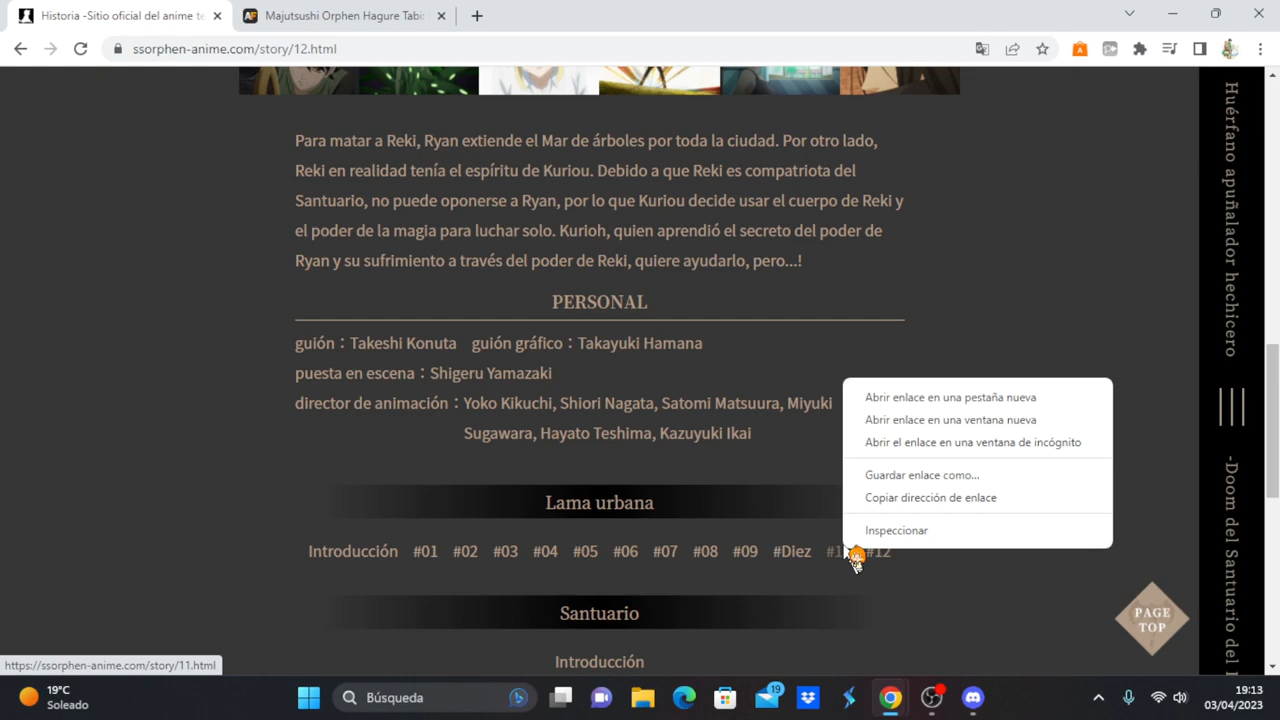 Historia -Sitio oficial del anime te
Majutsushi Orphen Hagure Tabi
ssorphen-anime.com/story/12.html
Para matar a Reki, Ryan extiende el Mar de árboles por toda la ciudad. Por otro lado,
Reki en realidad tenía el espíritu de Kuriou. Debido a que Reki es compatriota del
Santuario, no puede oponerse a Ryan, por lo que Kuriou decide usar el cuerpo de Reki y
el poder de la magia para luchar solo. Kurioh, quien aprendió el secreto del poder de
Ryan y su sufrimiento a través del poder de Reki, quiere ayudarlo, pero...!
PERSONAL
guión：Takeshi Konuta guión gráfico：Takayuki Hamana
puesta en escena：Shigeru Yamazaki
director de animación：Yoko Kikuchi, Shiori Nagata, Satomi Matsuura, Miyuki
Sugawara, Hayato Teshima, Kazuyuki Ikai
Abrir enlace en una pestaña nueva
Abrir enlace en una ventana nueva
Abrir el enlace en una ventana de incógnito
Guardar enlace como...
Copiar dirección de enlace
Inspeccionar
Lama urbana
Introducción #01 #02 #03 #04 #05 #06 #07 #08 #09 #Diez #12
Santuario
Introducción
Huérfano apuñalador hechicero
-Doom del Santuario del
PAGE
TOP
https://ssorphen-anime.com/story/11.html
19°C
Soleado
Búsqueda
19
19:13
03/04/2023